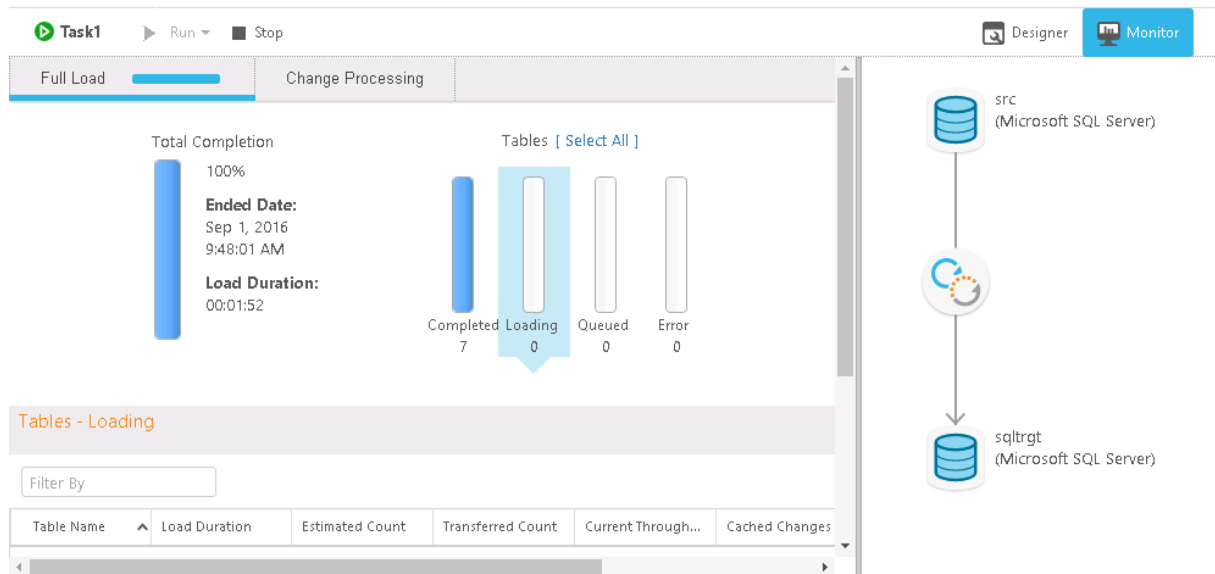 Task1 Run Stop Designer Monitor
Full Load Change Processing
Total Completion
100%
Ended Date:
Sep 1, 2016
9:48:01 AM
Load Duration:
00:01:52
Tables [ Select All ]
Completed Loading Queued Error
7 0 0 0
Tables - Loading
Filter By
Table Name Load Duration Estimated Count Transferred Count Current Through... Cached Changes
src
(Microsoft SQL Server)
sqltrgt
(Microsoft SQL Server)